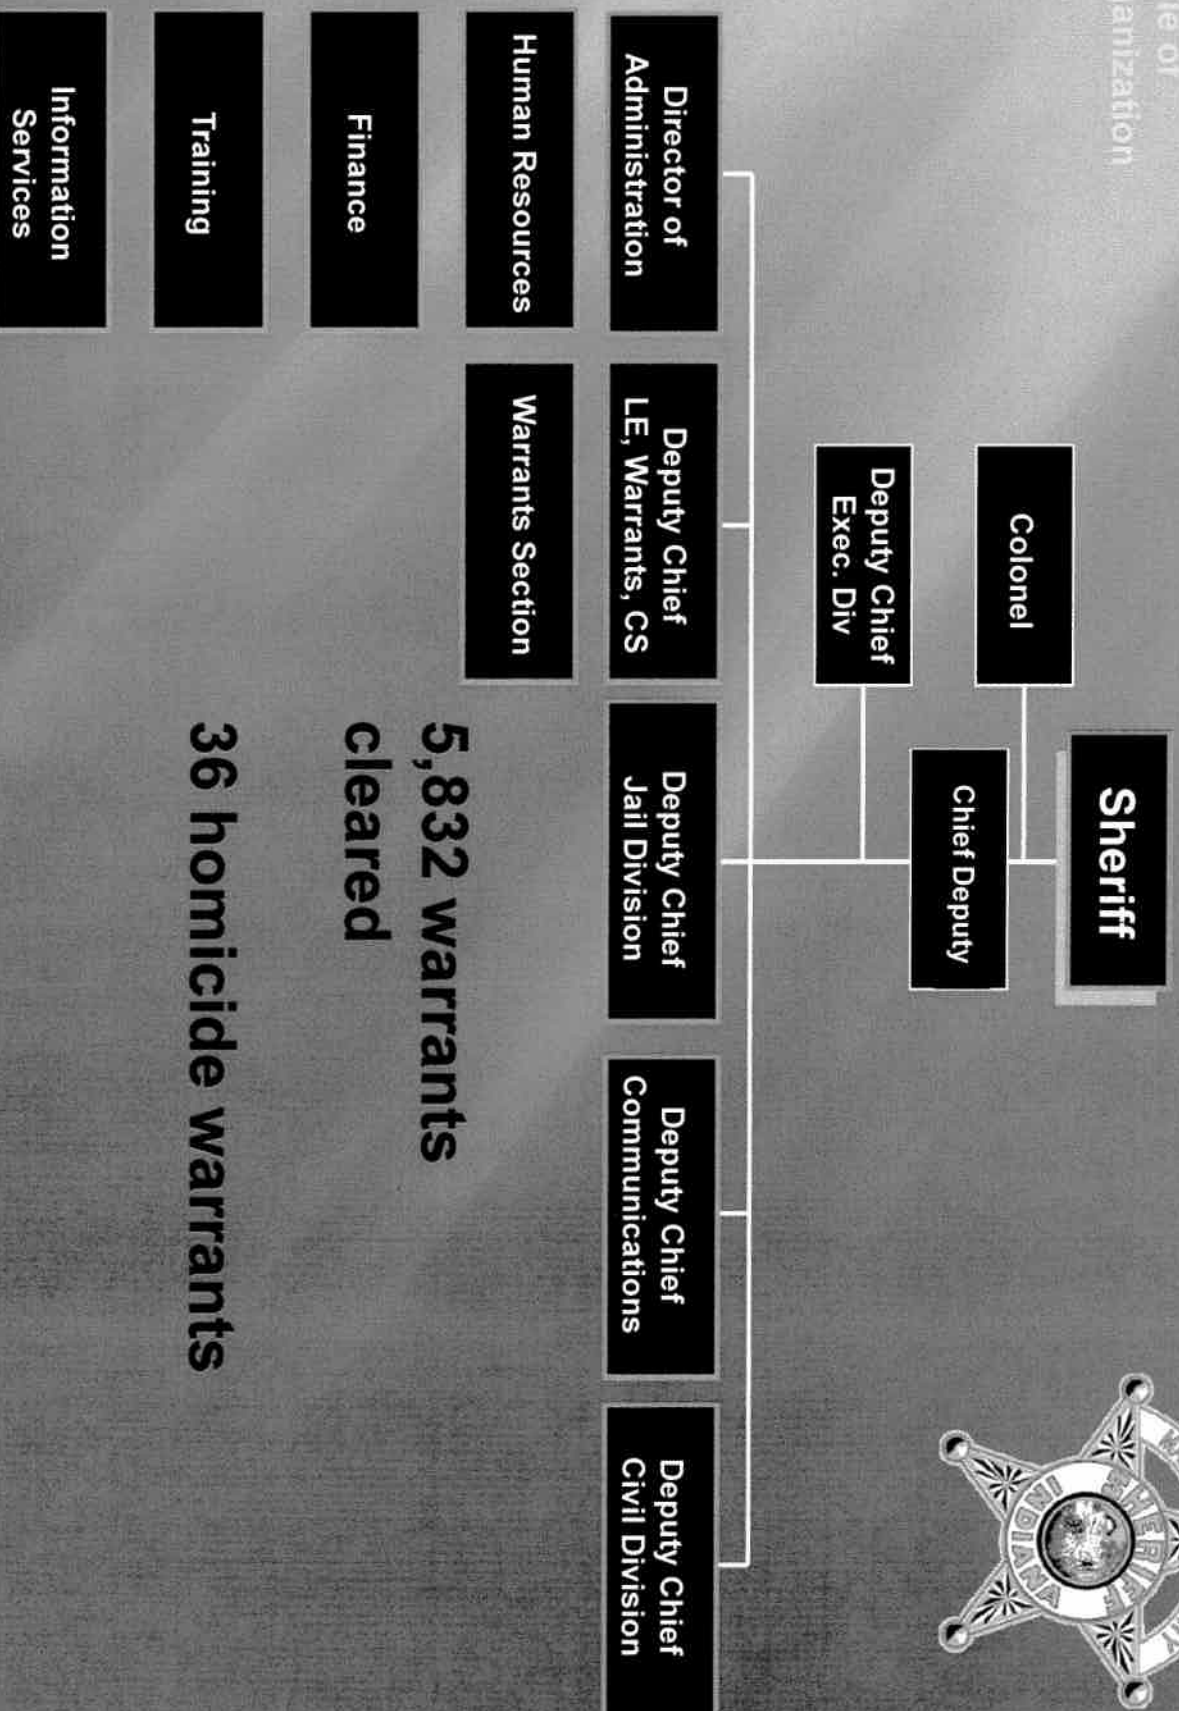 Sheriff
Colonel
Chief Deputy
Deputy Chief
Exec. Div
Director of
Administration
Deputy Chief
LE, Warrants, CS
Deputy Chief
Jail Division
Deputy Chief
Communications
Deputy Chief
Civil Division
Human Resources
Warrants Section
Finance
Training
Information
Services
5,832 warrants
cleared
36 homicide warrants
SHERIFF
INDIANA